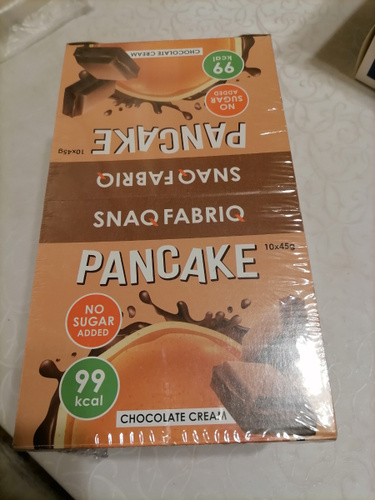 CHOCOLATE CREAM
99
kcal
NO
SUGAR
ADDED
10x45g
PANCAKE
SNAQ FABRIQ
SNAQ FABRIQ
10x45g
PANCAKE
NO
SUGAR
ADDED
99
kcal
CHOCOLATE CREAM